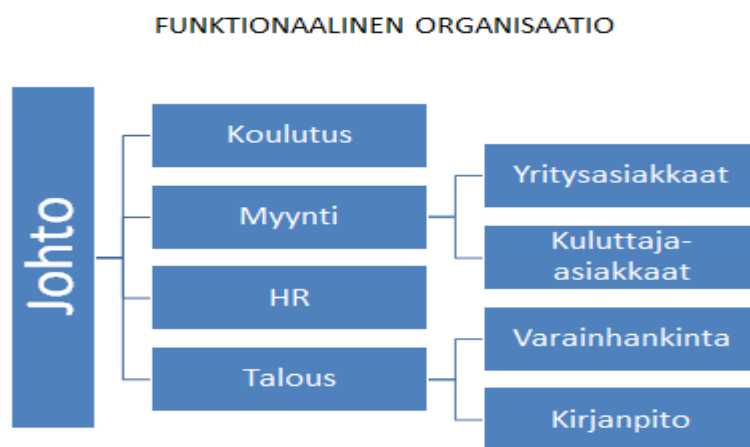 FUNKTIONAALINEN ORGANISAATIO
Johto
Koulutus
Myynti
HR
Talous
Yritysasiakkaat
Kuluttaja-
asiakkaat
Varainhankinta
Kirjanpito